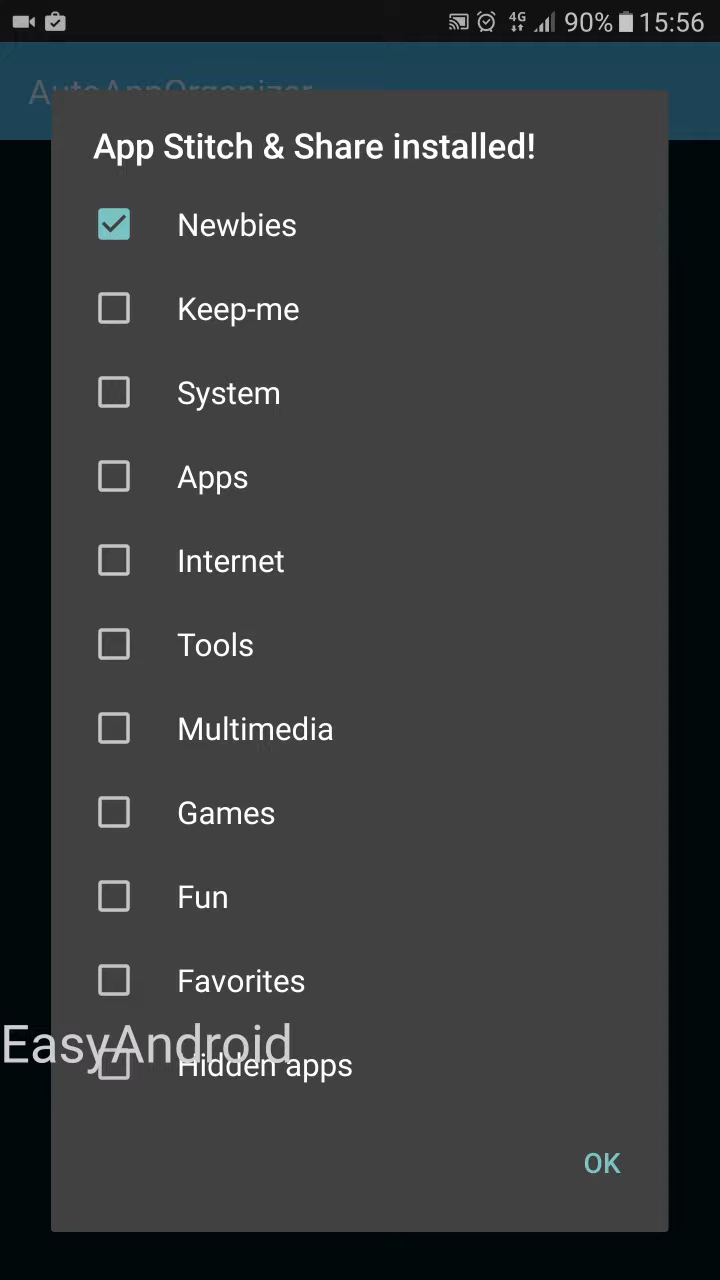 4G 90% 15:56
AutoAppOrganizer
App Stitch & Share installed!
Newbies
Keep-me
System
Apps
Internet
Tools
Multimedia
Games
Fun
Favorites
EasyAndroid
Hidden apps
OK